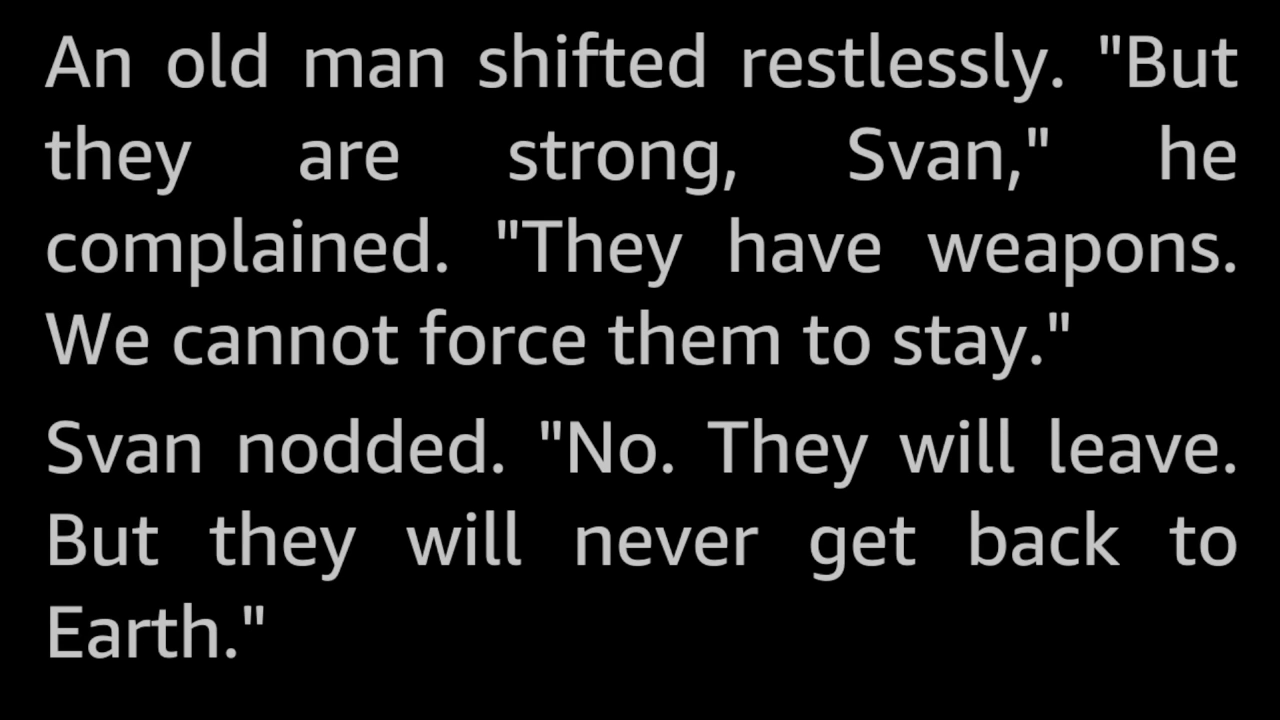 An old man shifted restlessly. "But
they are strong, Svan," he
complained. "They have weapons.
We cannot force them to stay."
Svan nodded. "No. They will leave.
But they will never get back to
Earth."